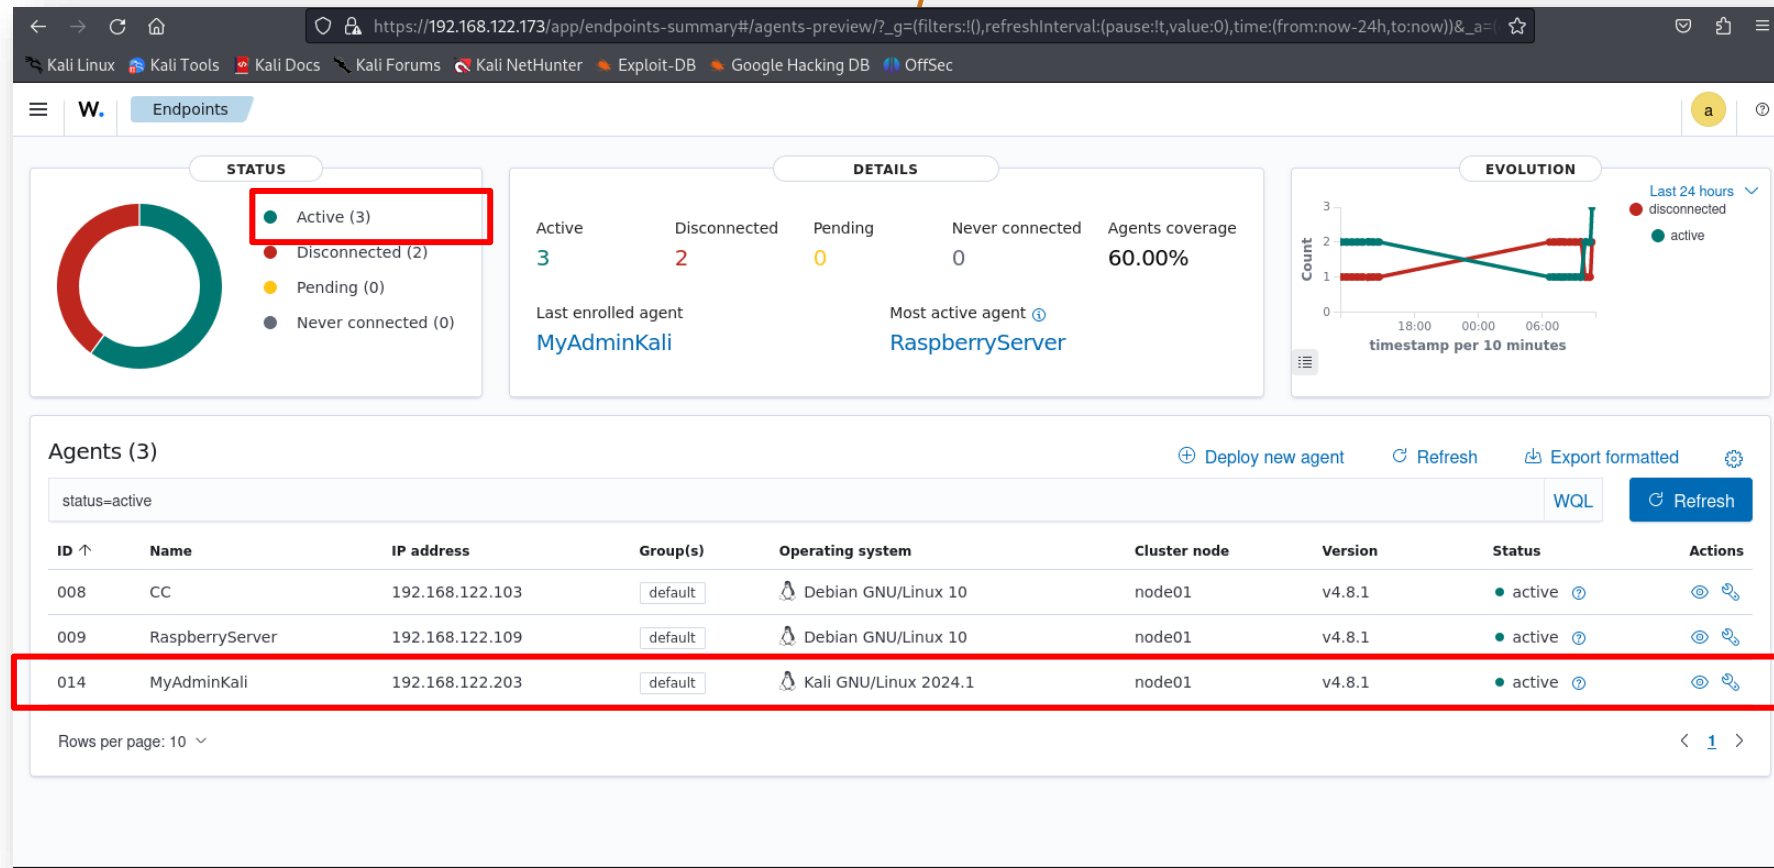 https://192.168.122.173/app/endpoints-summary#/agents-preview/?_g=(filters:!(),refreshInterval:(pause:!t,value:0),time:(from:now-24h,to:now))&_a=(
Kali Linux Kali Tools Kali Docs Kali Forums Kali NetHunter Exploit-DB Google Hacking DB OffSec
W. Endpoints a
STATUS
Active (3)
Disconnected (2)
Pending (0)
Never connected (0)
DETAILS
Active Disconnected Pending Never connected Agents coverage
3 2 0 0 60.00%
Last enrolled agent Most active agent
MyAdminKali RaspberryServer
EVOLUTION
Last 24 hours
disconnected
active
Count
3
2
1
0
18:00 00:00 06:00
timestamp per 10 minutes
Agents (3)
Deploy new agent Refresh Export formatted
status=active WQL Refresh
ID Name IP address Group(s) Operating system Cluster node Version Status Actions
008 CC 192.168.122.103 default Debian GNU/Linux 10 node01 v4.8.1 active
009 RaspberryServer 192.168.122.109 default Debian GNU/Linux 10 node01 v4.8.1 active
014 MyAdminKali 192.168.122.203 default Kali GNU/Linux 2024.1 node01 v4.8.1 active
Rows per page: 10 1